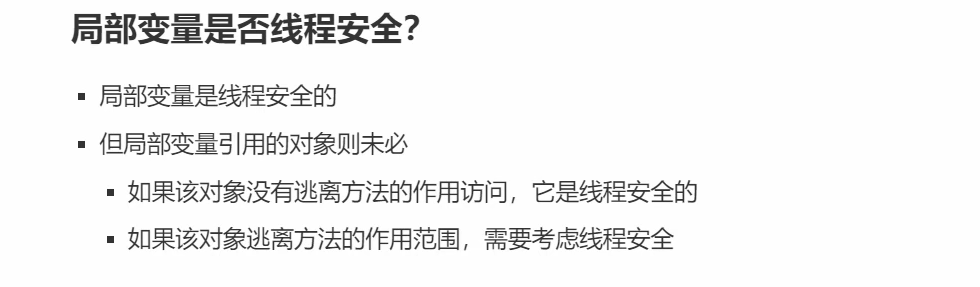 局部变量是否线程安全？
局部变量是线程安全的
但局部变量引用的对象则未必
如果该对象没有逃离方法的作用访问，它是线程安全的
如果该对象逃离方法的作用范围，需要考虑线程安全